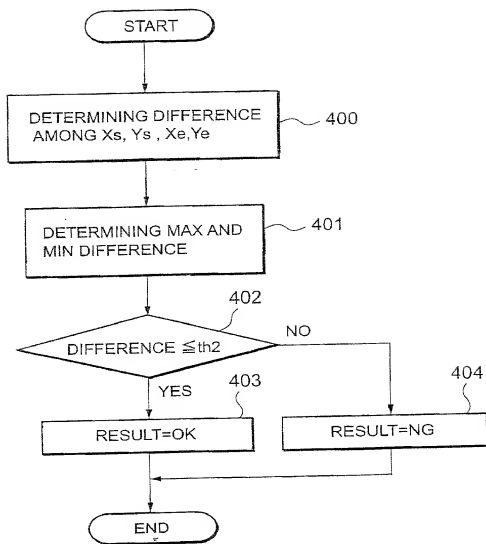 START
DETERMINING DIFFERENCE
AMONG Xs, Ys , Xe,Ye
400
DETERMINING MAX AND
MIN DIFFERENCE
401
402
DIFFERENCE ≦th2
NO
YES
403
RESULT=OK
404
RESULT=NG
END